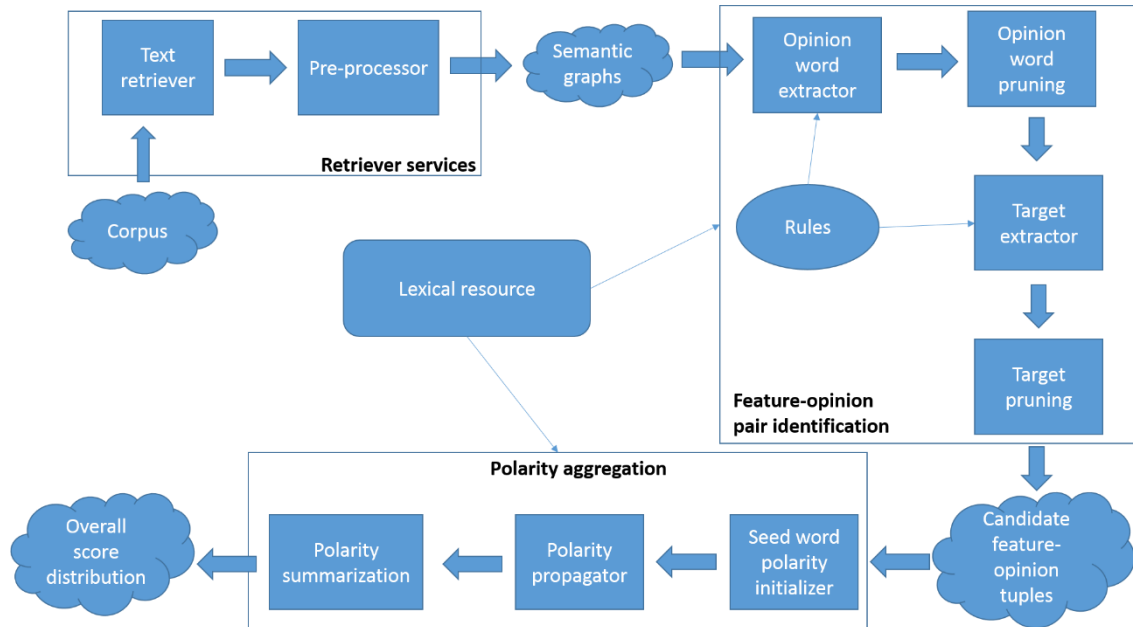 Text
retriever
Pre-processor
Retriever services
Corpus
Semantic
graphs
Opinion
word
extractor
Opinion
word
pruning
Rules
Target
extractor
Target
pruning
Feature-opinion
pair identification
Lexical resource
Polarity aggregation
Candidate
feature-
opinion
tuples
Seed word
polarity
initializer
Polarity
propagator
Polarity
summarization
Overall
score
distribution